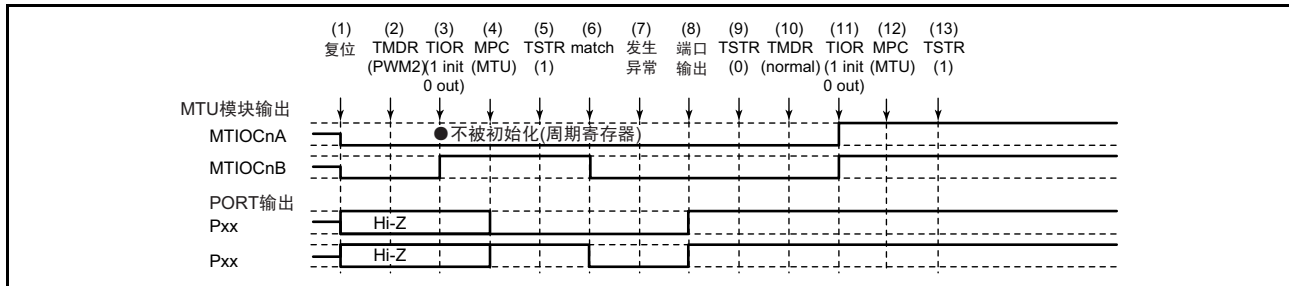 (1) (2) (3) (4) (5) (6) (7) (8) (9) (10) (11) (12) (13)
复位 TMDR TIOR MPC TSTR match 发生 端口 TSTR TMDR TIOR MPC TSTR
(PWM2)(1 init (MTU) (1) 异常 输出 (0) (normal) (1 init (MTU) (1)
0 out) 0 out)
MTU模块输出
MTIOCnA ●不被初始化(周期寄存器)
MTIOCnB
PORT输出
Pxx Hi-Z
Pxx Hi-Z